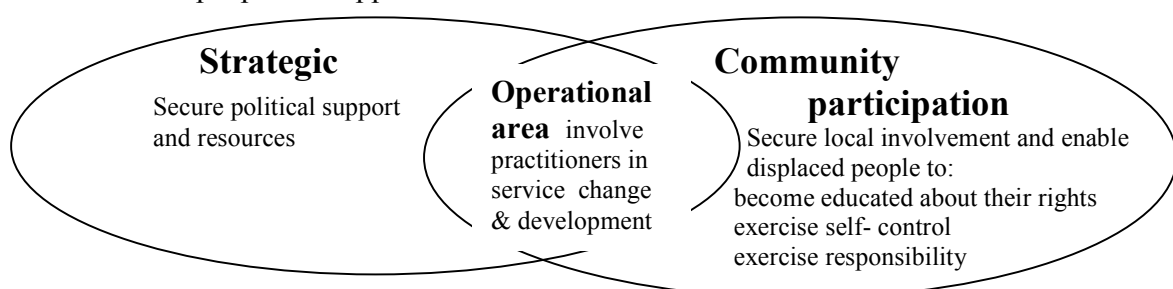 Strategic
Secure political support
and resources
Operational
area involve
practitioners in
service change
& development
Community
participation
Secure local involvement and enable
displaced people to:
become educated about their rights
exercise self- control
exercise responsibility